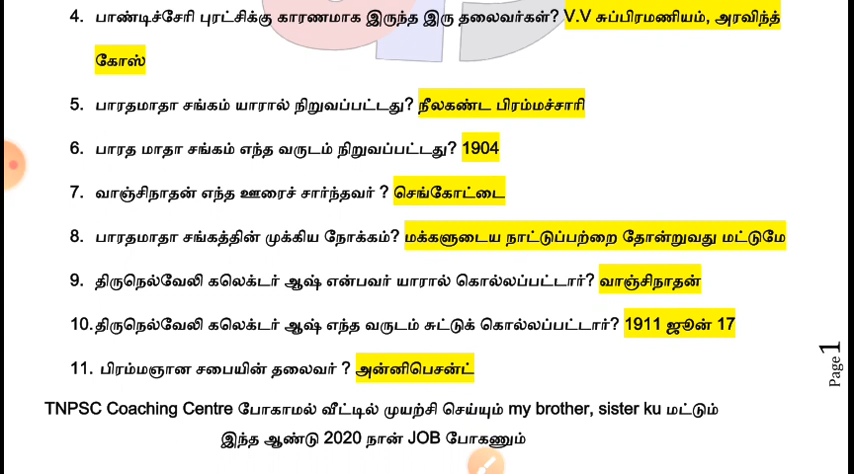 4. பாண்டிச்சேரி புரட்சிக்கு காரணமாக இருந்த இரு தலைவர்கள்? V.V சுப்பிரமணியம், அரவிந்த்
கோஸ்
5. பாரதமாதா சங்கம் யாரால் நிறுவப்பட்டது? நீலகண்ட பிரம்மச்சாரி
6. பாரத மாதா சங்கம் எந்த வருடம் நிறுவப்பட்டது? 1904
7. வாஞ்சிநாதன் எந்த ஊரைச் சார்ந்தவர் ? செங்கோட்டை
8. பாரதமாதா சங்கத்தின் முக்கிய நோக்கம்? மக்களுடைய நாட்டுப்பற்றை தோன்றுவது மட்டுமே
9. திருநெல்வேலி கலெக்டர் ஆஷ் என்பவர் யாரால் கொல்லப்பட்டார்? வாஞ்சிநாதன்
10. திருநெல்வேலி கலெக்டர் ஆஷ் எந்த வருடம் சுட்டுக் கொல்லப்பட்டார்? 1911 ஜூன் 17
11. பிரம்மஞான சபையின் தலைவர் ? அன்னிபெசன்ட்
TNPSC Coaching Centre போகாமல் வீட்டில் முயற்சி செய்யும் my brother, sister ku மட்டும்
இந்த ஆண்டு 2020 நான் JOB போகணும்
Page 1